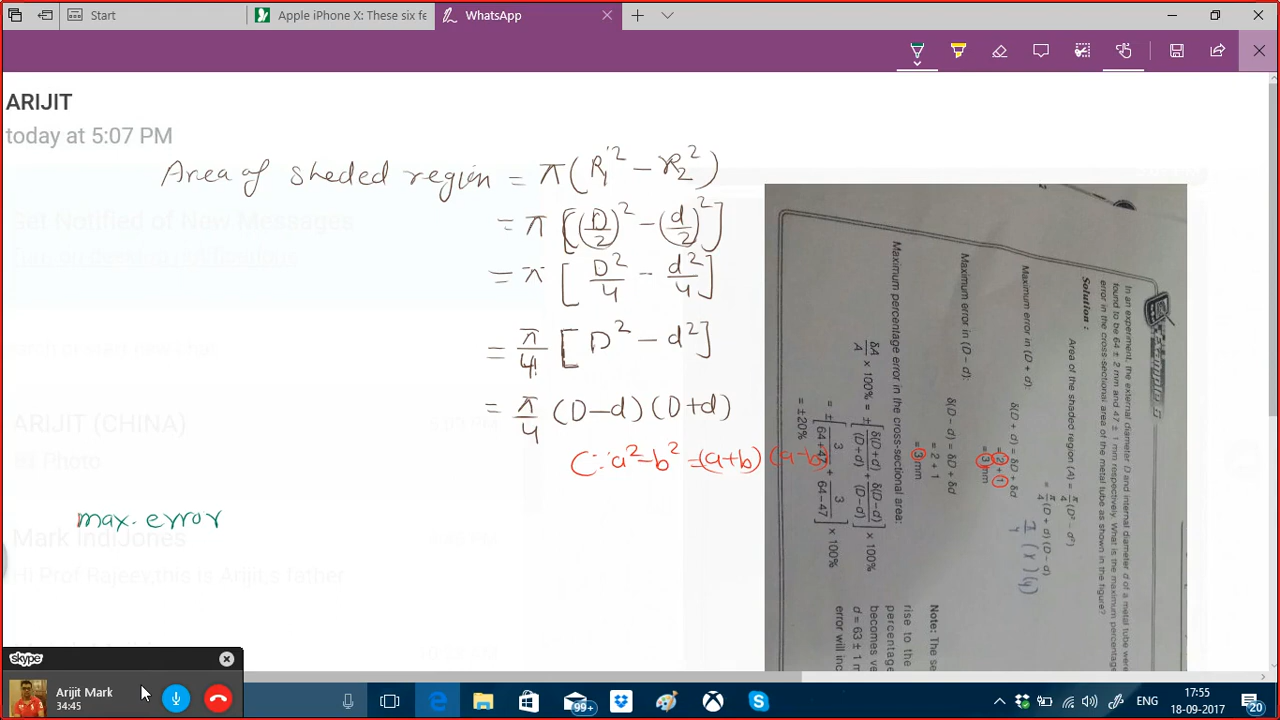 Start
Apple iPhone X: These six fe
WhatsApp
ARIJIT
today at 5:07 PM
Area of sheded region = π(R₁² − R₂²)
= π [(D/2)² − (d/2)²]
= π [D²/4 − d²/4]
= π/4 [D² − d²]
= π/4 (D−d)(D+d)
(∵ a²−b² = (a+b)(a−b)
max. error
Get Notified of New Messages
ARIJIT (CHINA)
Photo
Mark IndiJones
Hi Prof Rajeev,this is Arijit's father
In an experiment, the external diameter D and internal diameter d of a metal tube were
found to be 64 ± 2 mm and 47 ± 1 mm respectively. What is the maximum percentage
error in the cross-sectional area of the metal tube as shown in the figure?
Solution :
Area of the shaded region (A) = π/4 (D² − d²)
= π/4 (D + d) (D − d)
π/4 (x) (y)
Maximum error in (D + d):
δ(D + d) = δD + δd
= 2 + 1
= 3 mm
Maximum error in (D − d):
δ(D − d) = δD + δd
= 2 + 1
= 3 mm
Maximum percentage error in the cross-sectional area:
δA/A × 100% = ± [δ(D+d)/(D+d) + δ(D−d)/(D−d)] × 100%
= ± [3/(64+47) + 3/(64−47)] × 100%
= ±20%
Note: The se
rise to the
percentage
becomes ve
d = 63 ± 1 m
error will inc
skype
Arijit Mark
34:45
99+
ENG
17:55
18-09-2017
20